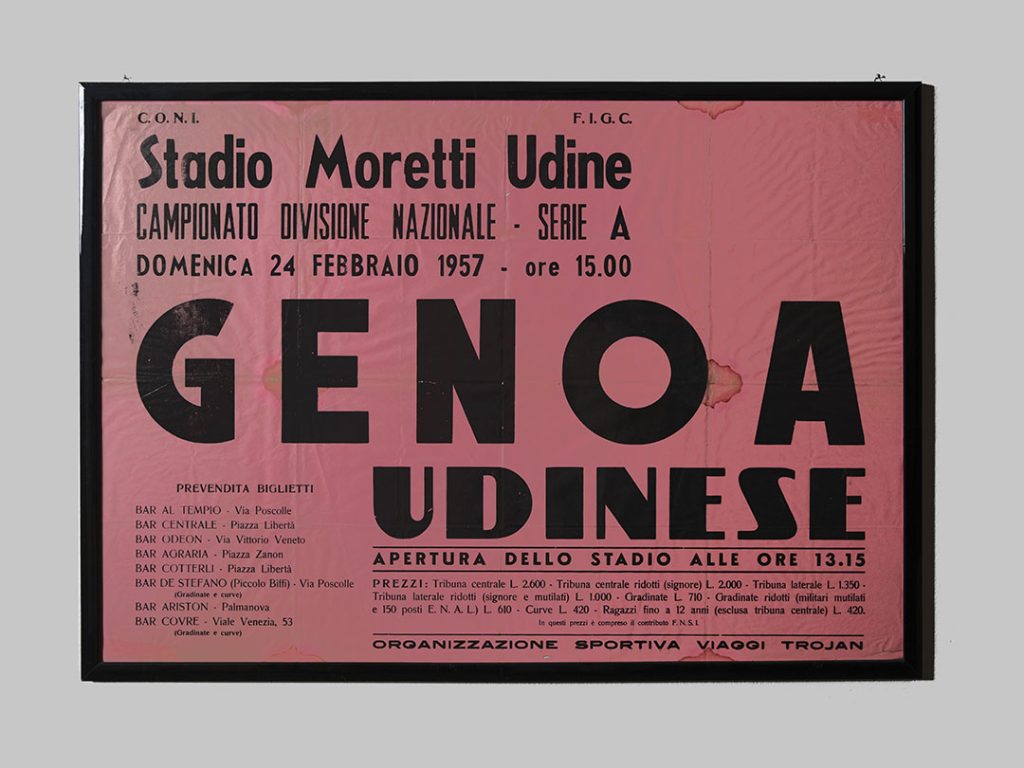 C. O. N. I. F. I. G. C.
Stadio Moretti Udine
CAMPIONATO DIVISIONE NAZIONALE - SERIE A
DOMENICA 24 FEBBRAIO 1957 - ore 15.00
GENOA
UDINESE
APERTURA DELLO STADIO ALLE ORE 13.15
PREVENDITA BIGLIETTI
BAR AL TEMPIO - Via Poscolle
BAR CENTRALE - Piazza Libertà
BAR ODEON - Via Vittorio Veneto
BAR AGRARIA - Piazza Zanon
BAR COTTERLI - Piazza Libertà
BAR DE STEFANO (Piccolo Biffi) - Via Poscolle
(Gradinate e curve)
BAR ARISTON - Palmanova
BAR COVRE - Viale Venezia, 53
(Gradinate e curve)
PREZZI: Tribuna centrale L. 2.600 - Tribuna centrale ridotti (signore) L. 2.000 - Tribuna laterale L. 1.350 -
Tribuna laterale ridotti (signore e mutilati) L. 1.000 - Gradinate L. 710 - Gradinate ridotti (militari mutilati
e 150 posti E. N. A. L.) L. 610 - Curve L. 420 - Ragazzi fino a 12 anni (esclusa tribuna centrale) L. 420.
In questi prezzi è compreso il contributo F. N. S. I.
ORGANIZZAZIONE SPORTIVA VIAGGI TROJAN